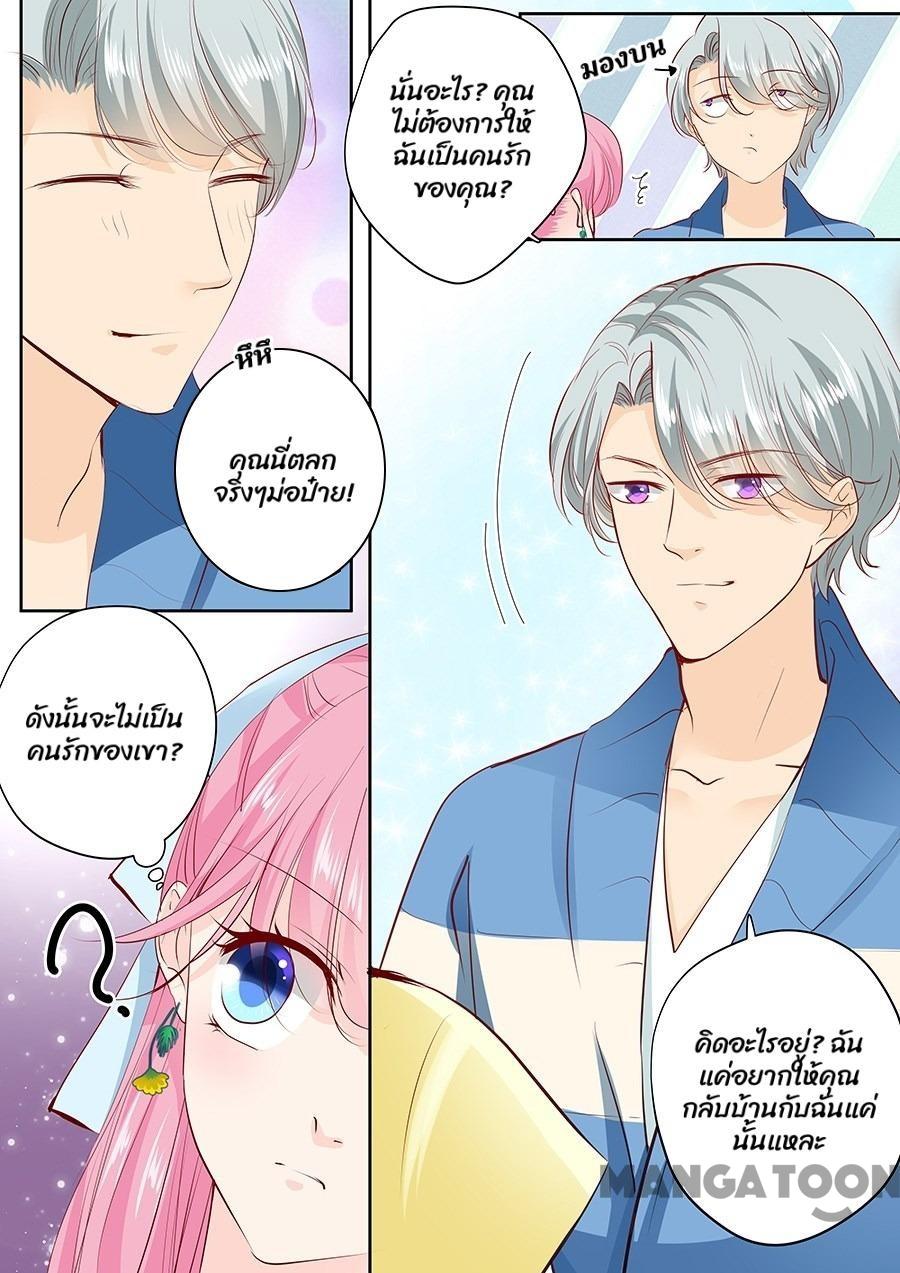 นั่นอะไร? คุณ
ไม่ต้องการให้
ฉันเป็นคนรัก
ของคุณ?
มองบน
หึหึ
คุณนี่ตลก
จริงๆม่อป๋าย!
ดังนั้นจะไม่เป็น
คนรักของเขา?
?
คิดอะไรอยู่? ฉัน
แค่อยากให้คุณ
กลับบ้านกับฉันแค่
นั้นแหละ
MANGATOON